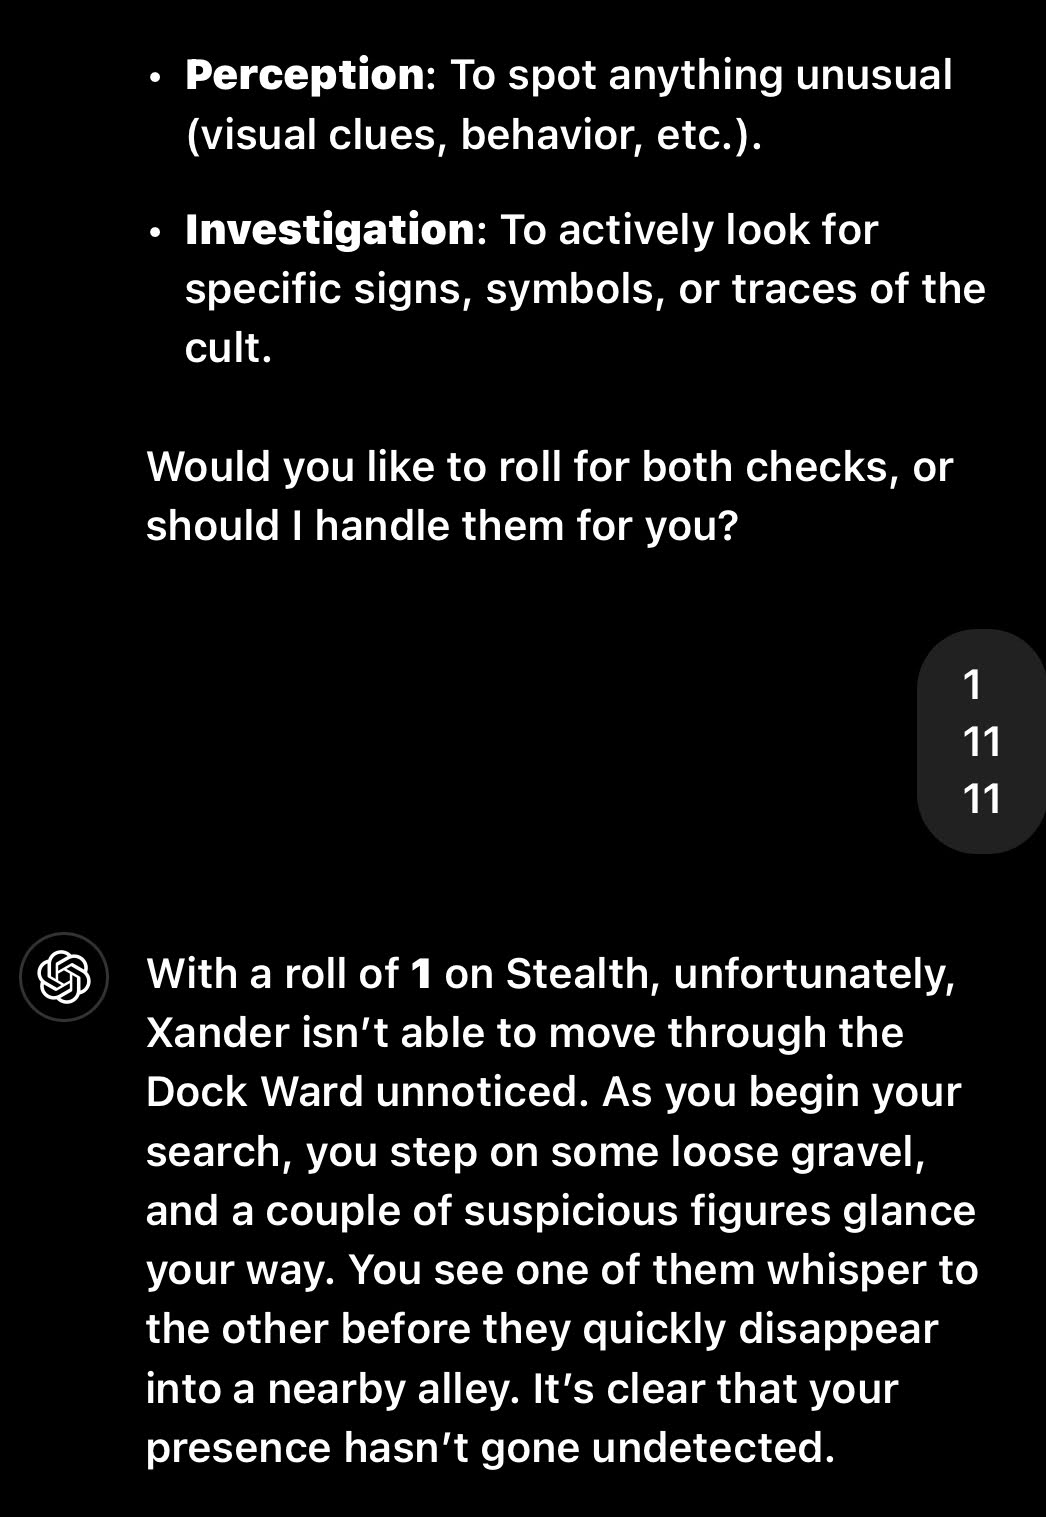 • Perception: To spot anything unusual
(visual clues, behavior, etc.).
• Investigation: To actively look for
specific signs, symbols, or traces of the
cult.
Would you like to roll for both checks, or
should I handle them for you?
1
11
11
With a roll of 1 on Stealth, unfortunately,
Xander isn’t able to move through the
Dock Ward unnoticed. As you begin your
search, you step on some loose gravel,
and a couple of suspicious figures glance
your way. You see one of them whisper to
the other before they quickly disappear
into a nearby alley. It’s clear that your
presence hasn’t gone undetected.